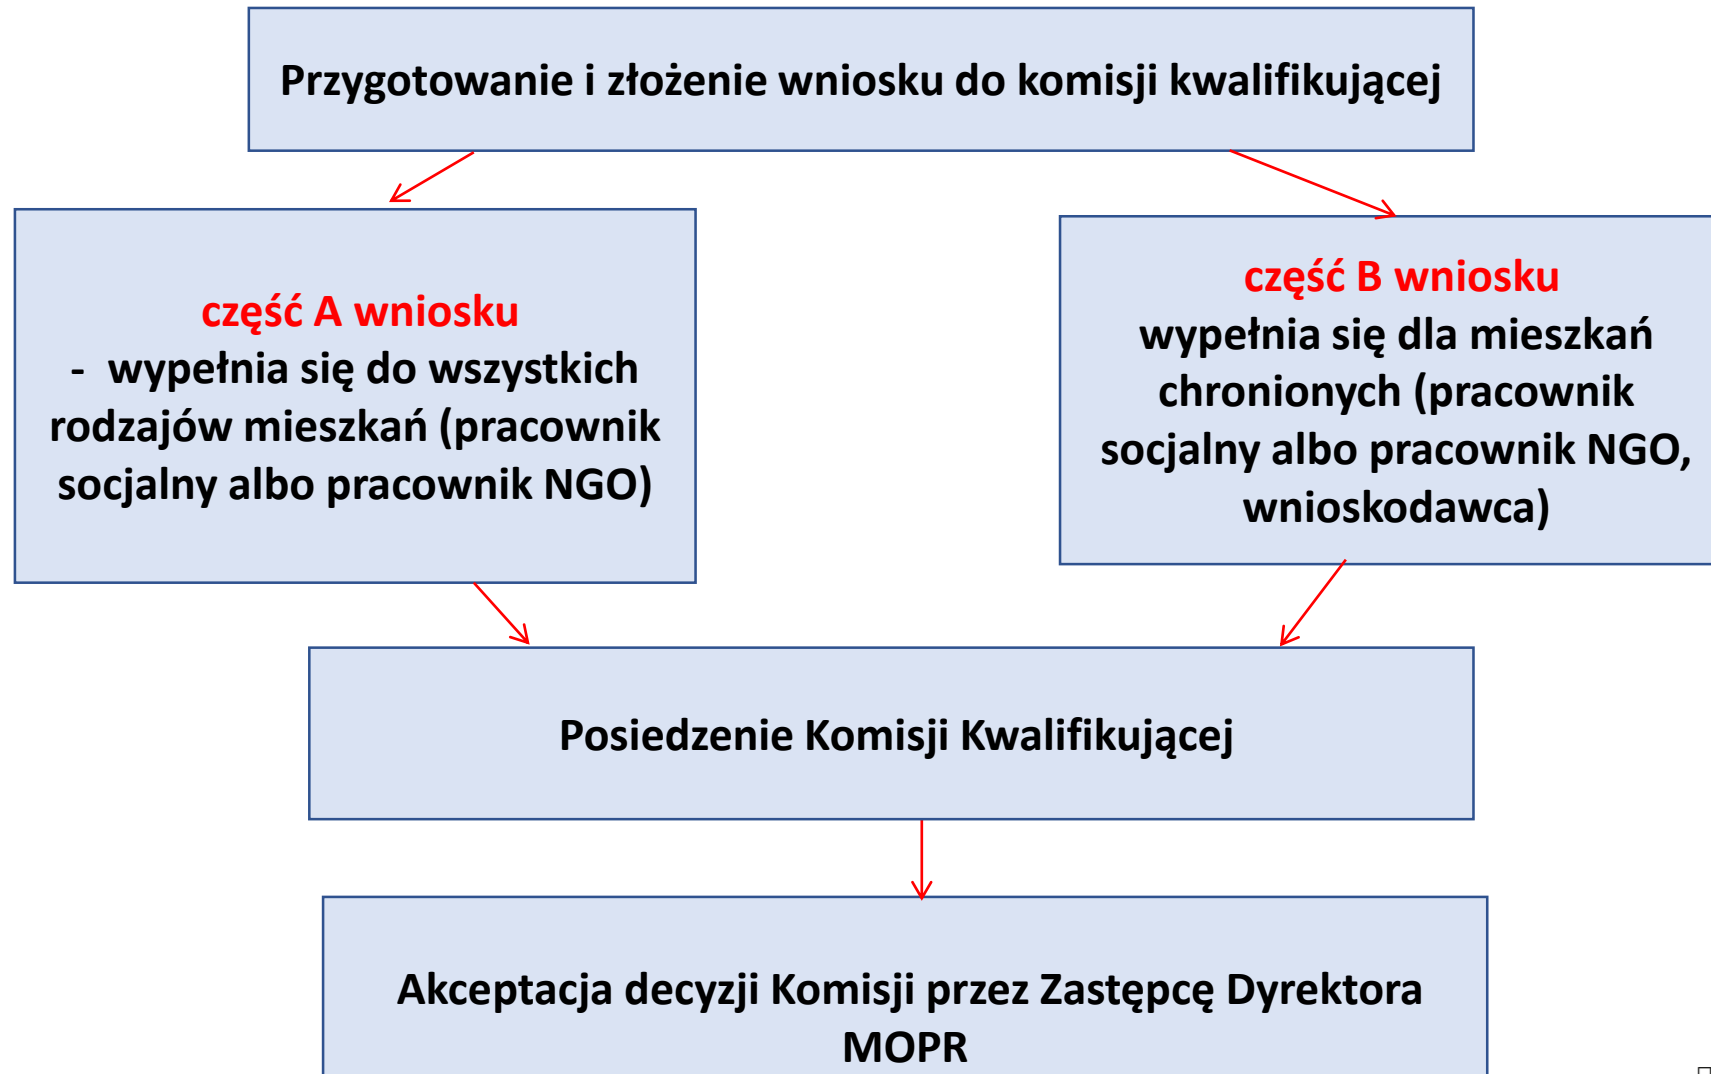 Przygotowanie i złożenie wniosku do komisji kwalifikującej
część A wniosku
- wypełnia się do wszystkich
rodzajów mieszkań (pracownik
socjalny albo pracownik NGO)
część B wniosku
wypełnia się dla mieszkań
chronionych (pracownik
socjalny albo pracownik NGO,
wnioskodawca)
Posiedzenie Komisji Kwalifikującej
Akceptacja decyzji Komisji przez Zastępcę Dyrektora
MOPR